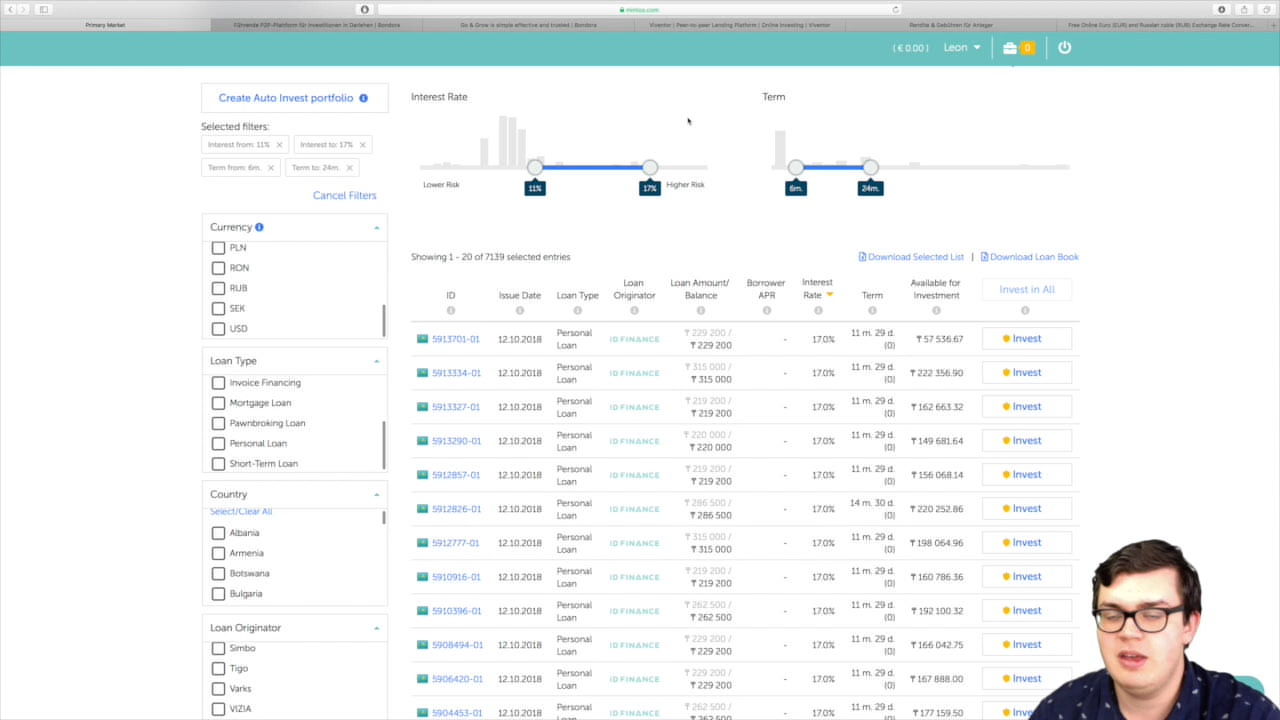 mintos.com
Primary Market
Führende P2P-Plattform für Investitionen in Darlehen | Bondora
Go & Grow is simple effective and trusted | Bondora
Viventor | Peer-to-peer Lending Platform | Online Investing | Viventor
Rendite & Gebühren für Anleger
Free Online Euro (EUR) and Russian ruble (RUB) Exchange Rate Conver...
( € 0.00 ) Leon 0
Create Auto Invest portfolio
Selected filters:
Interest from: 11% × Interest to: 17% ×
Term from: 6m. × Term to: 24m. ×
Cancel Filters
Currency
PLN
RON
RUB
SEK
USD
Loan Type
Invoice Financing
Mortgage Loan
Pawnbroking Loan
Personal Loan
Short-Term Loan
Country
Select/Clear All
Albania
Armenia
Botswana
Bulgaria
Loan Originator
Simbo
Tigo
Varks
VIZIA
Interest Rate
Lower Risk 11% 17% Higher Risk
Term
6m. 24m.
Showing 1 - 20 of 7139 selected entries
Download Selected List | Download Loan Book
ID Issue Date Loan Type Loan Originator Loan Amount/ Balance Borrower APR Interest Rate Term Available for Investment Invest in All
5913701-01 12.10.2018 Personal Loan ID FINANCE ₸ 229 200 / ₸ 229 200 - 17.0% 11 m. 29 d. (0) ₸ 57 536.67 Invest
5913334-01 12.10.2018 Personal Loan ID FINANCE ₸ 315 000 / ₸ 315 000 - 17.0% 11 m. 29 d. (0) ₸ 222 356.90 Invest
5913327-01 12.10.2018 Personal Loan ID FINANCE ₸ 219 200 / ₸ 219 200 - 17.0% 11 m. 29 d. (0) ₸ 162 663.32 Invest
5913290-01 12.10.2018 Personal Loan ID FINANCE ₸ 220 000 / ₸ 220 000 - 17.0% 11 m. 29 d. (0) ₸ 149 681.64 Invest
5912857-01 12.10.2018 Personal Loan ID FINANCE ₸ 219 200 / ₸ 219 200 - 17.0% 11 m. 29 d. (0) ₸ 156 068.14 Invest
5912826-01 12.10.2018 Personal Loan ID FINANCE ₸ 286 500 / ₸ 286 500 - 17.0% 14 m. 30 d. (0) ₸ 220 252.86 Invest
5912777-01 12.10.2018 Personal Loan ID FINANCE ₸ 315 000 / ₸ 315 000 - 17.0% 11 m. 29 d. (0) ₸ 198 064.96 Invest
5910916-01 12.10.2018 Personal Loan ID FINANCE ₸ 219 200 / ₸ 219 200 - 17.0% 11 m. 29 d. (0) ₸ 160 786.36 Invest
5910396-01 12.10.2018 Personal Loan ID FINANCE ₸ 262 500 / ₸ 262 500 - 17.0% 11 m. 29 d. (0) ₸ 192 100.32 Invest
5908494-01 12.10.2018 Personal Loan ID FINANCE ₸ 229 200 / ₸ 229 200 - 17.0% 11 m. 29 d. (0) ₸ 166 042.75 Invest
5906420-01 12.10.2018 Personal Loan ID FINANCE ₸ 229 200 / ₸ 229 200 - 17.0% 11 m. 29 d. (0) ₸ 167 888.00 Invest
5904453-01 12.10.2018 Personal Loan ID FINANCE ₸ 262 500 / - 17.0% 11 m. 29 d. ₸ 177 159.50 Invest